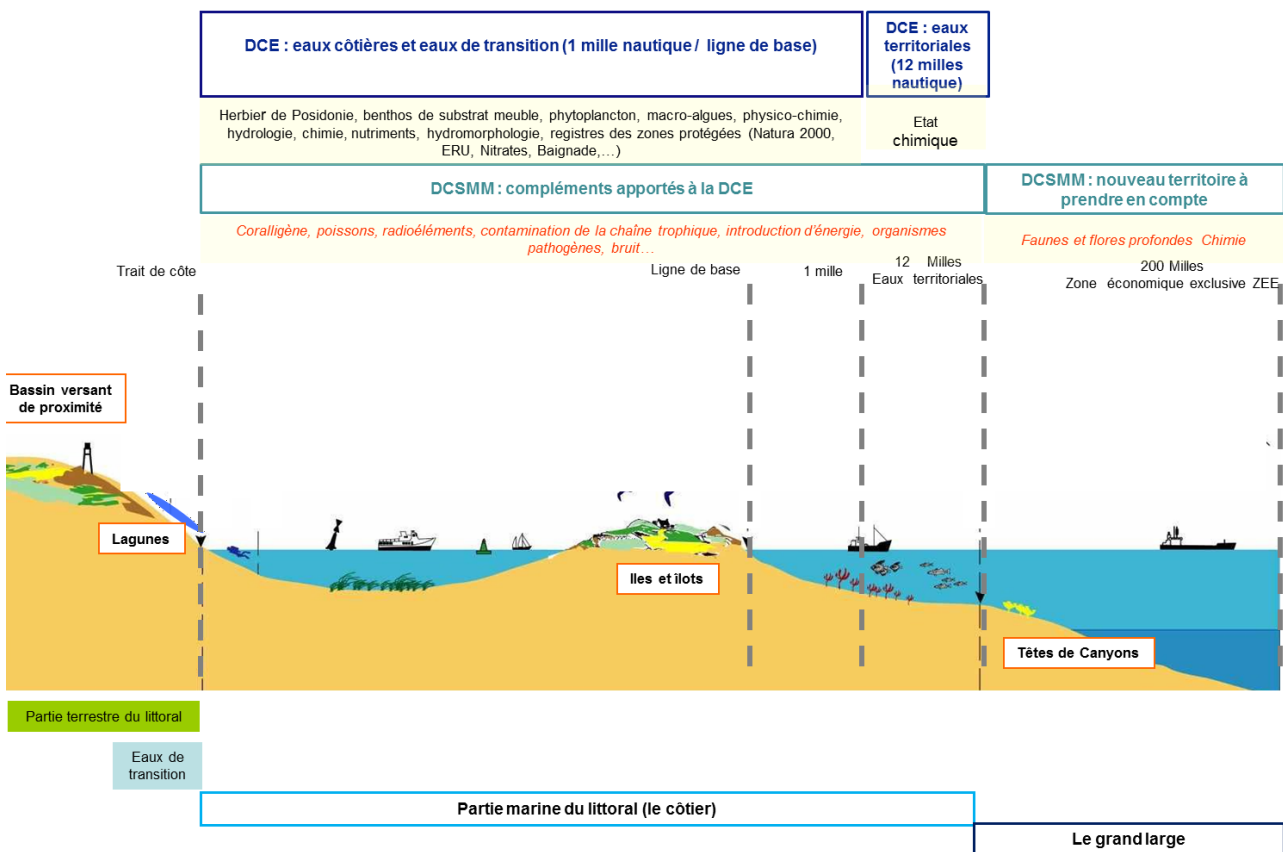 DCE : eaux côtières et eaux de transition (1 mille nautique / ligne de base)
DCE : eaux
territoriales
(12 milles
nautique)
Herbier de Posidonie, benthos de substrat meuble, phytoplancton, macro-algues, physico-chimie,
hydrologie, chimie, nutriments, hydromorphologie, registres des zones protégées (Natura 2000,
ERU, Nitrates, Baignade,…)
Etat
chimique
DCSMM : compléments apportés à la DCE
DCSMM : nouveau territoire à
prendre en compte
Coralligène, poissons, radioéléments, contamination de la chaîne trophique, introduction d'énergie, organismes
pathogènes, bruit…
Faunes et flores profondes Chimie
Trait de côte
Ligne de base
1 mille
12 Milles
Eaux territoriales
200 Milles
Zone économique exclusive ZEE
Bassin versant
de proximité
Lagunes
Iles et îlots
Têtes de Canyons
Partie terrestre du littoral
Eaux de
transition
Partie marine du littoral (le côtier)
Le grand large